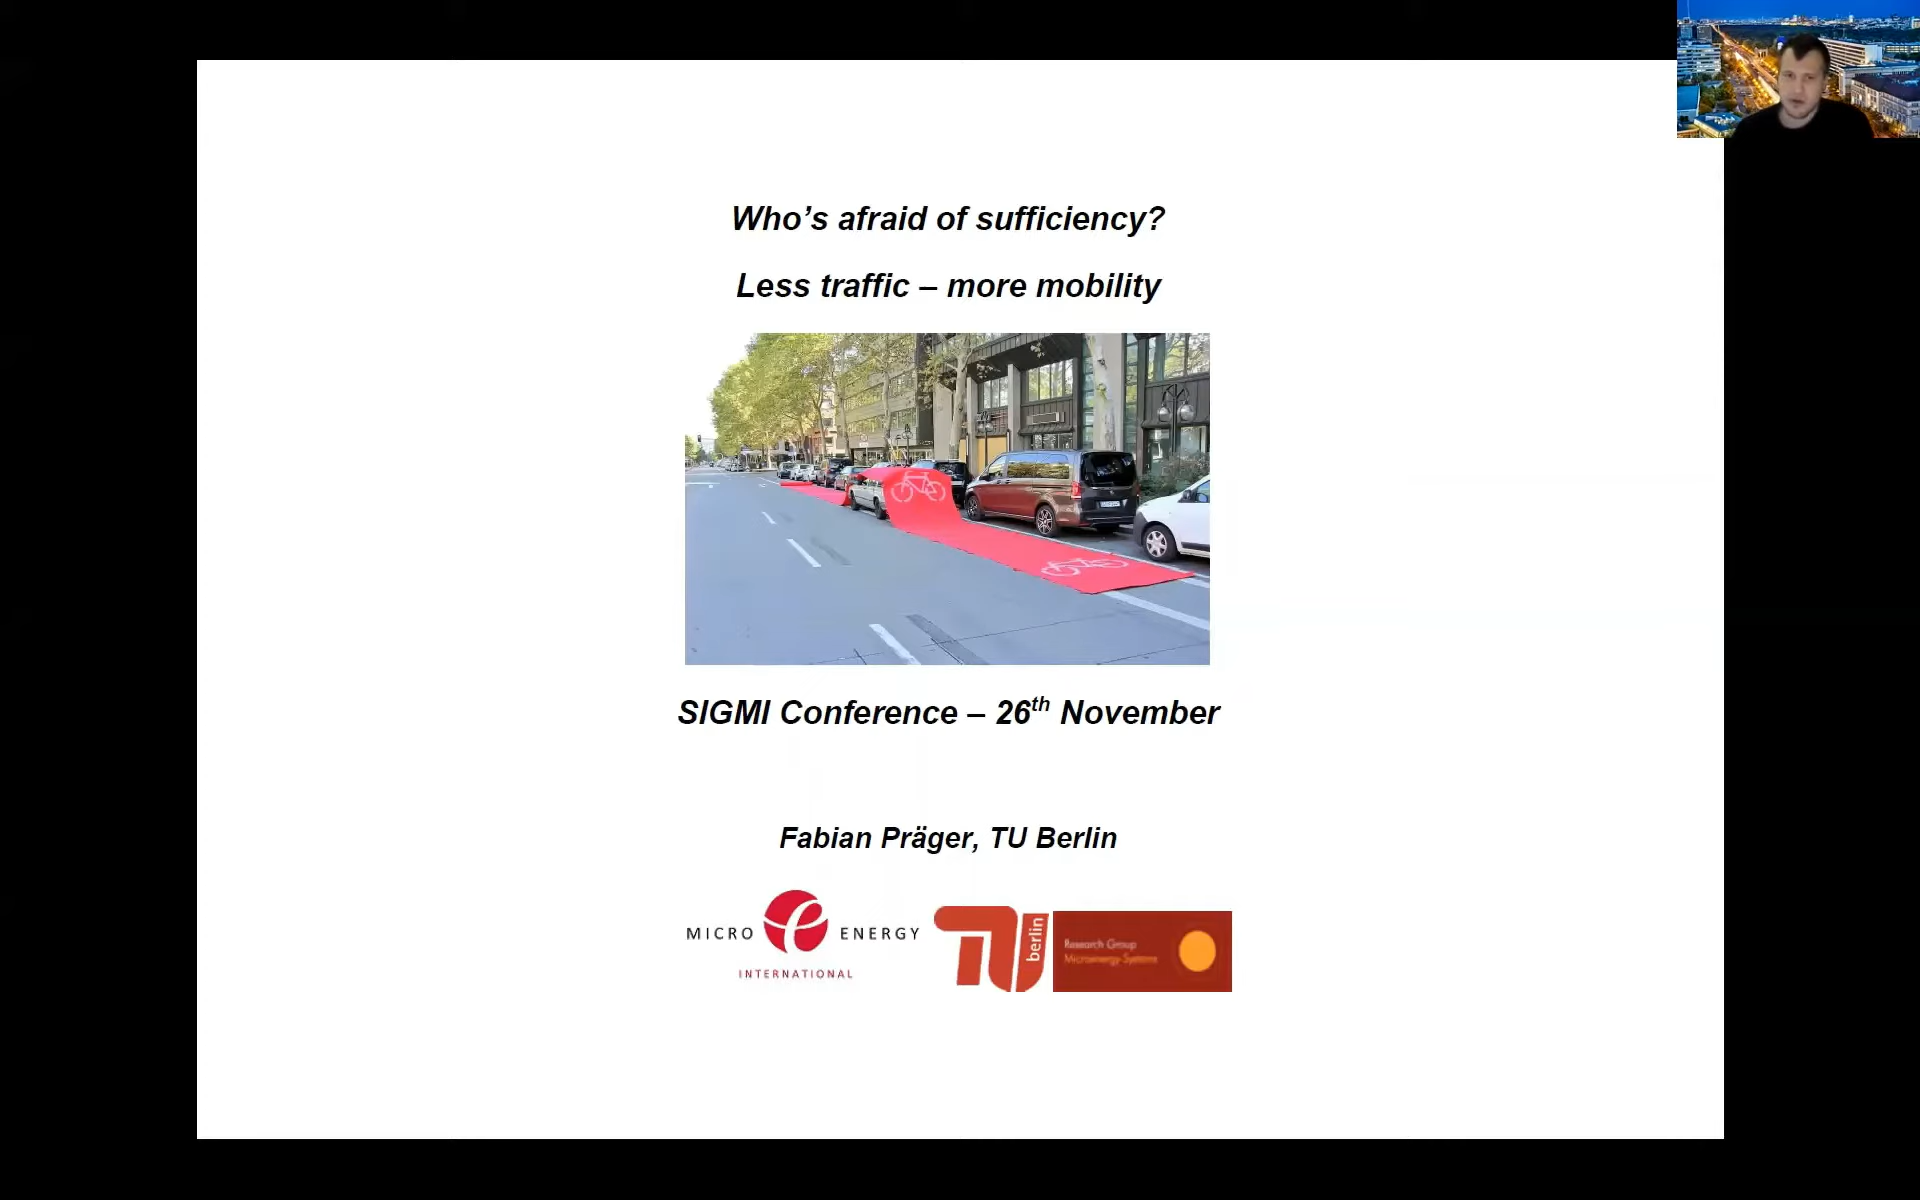 Who’s afraid of sufficiency?
Less traffic – more mobility
SIGMI Conference – 26th November
Fabian Präger, TU Berlin
MICRO ENERGY
INTERNATIONAL
TU berlin
Research Group
Microenergy-Systems